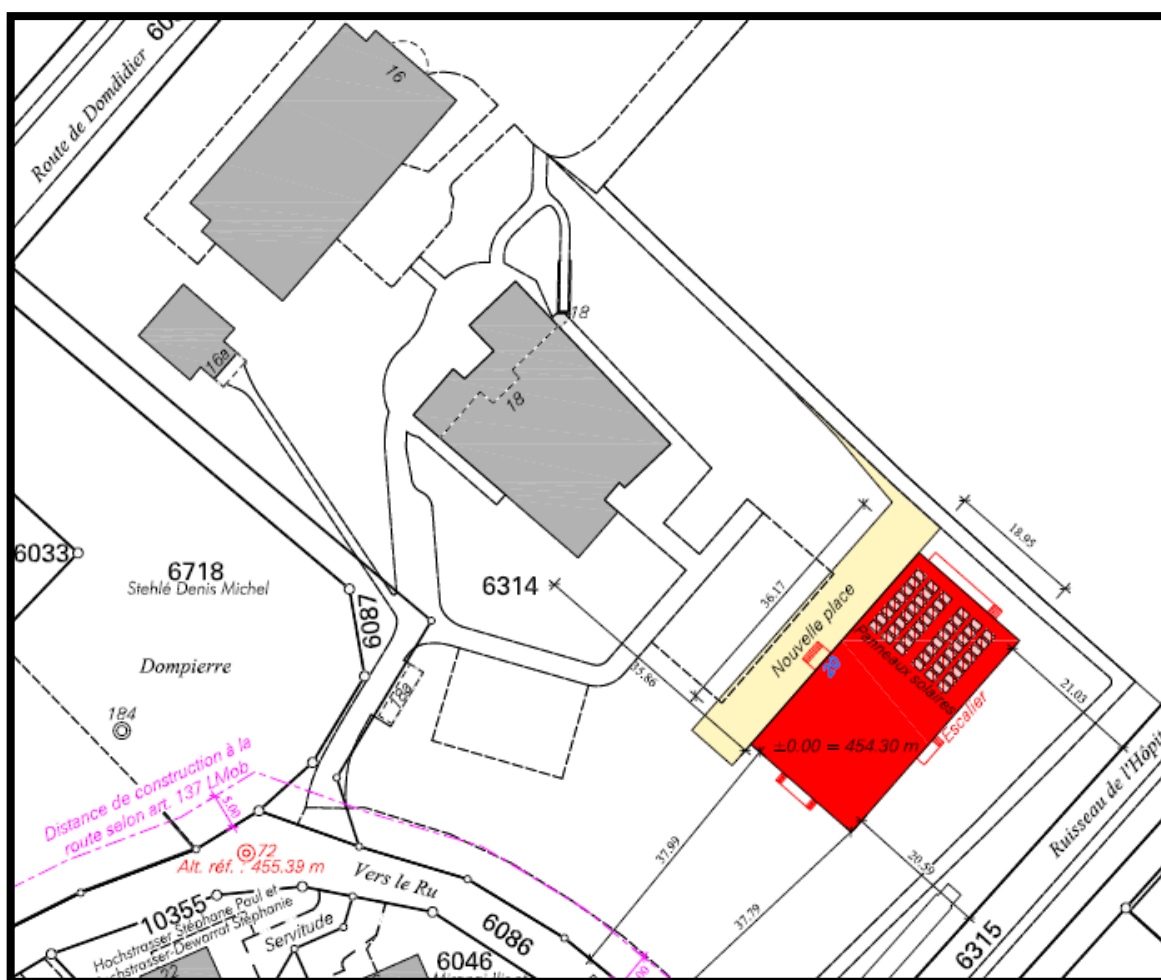 Route de Domdidier
16
16a
18
18
18.95
6033
6718
Stehlé Denis Michel
6087
6314
36.17
Nouvelle place
Panneaux solaires
20
35.86
18a
Escalier
21.03
Dompierre
184
±0.00 = 454.30 m
Ruisseau de l'Hôpit
Distance de construction à la
route selon art. 137 LMob
5.00
72
Alt. réf. : 455.39 m
Vers le Ru
37.99
37.79
20.59
10355
Hochstrasser Stéphane Paul et
chstrasser-Dewarrat Stéphanie
Servitude
6086
6046
6315
22